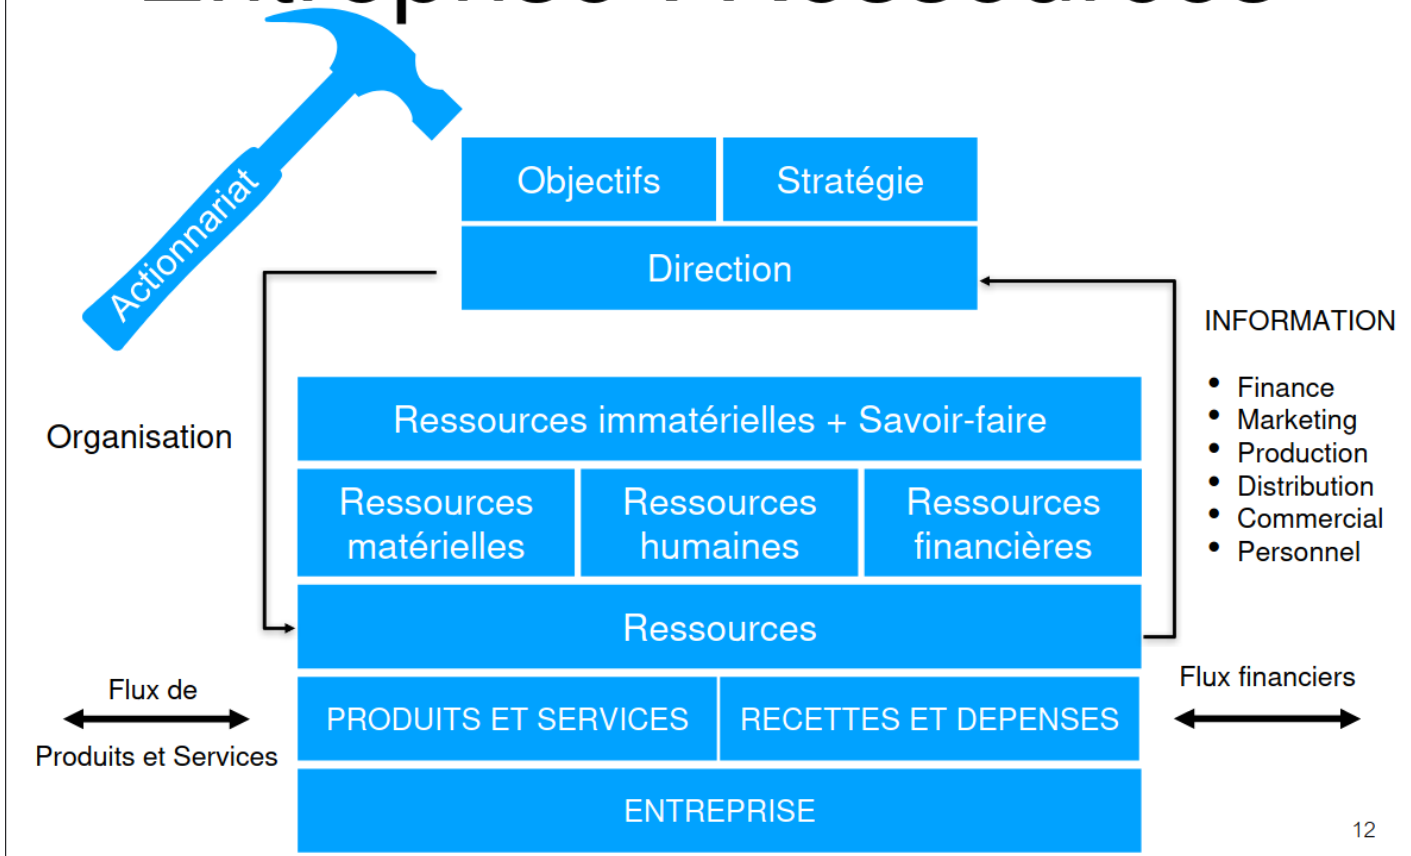 Entreprise : Ressources
Actionnariat
Objectifs
Stratégie
Direction
INFORMATION
• Finance
• Marketing
• Production
• Distribution
• Commercial
• Personnel
Organisation
Ressources immatérielles + Savoir-faire
Ressources
matérielles
Ressources
humaines
Ressources
financières
Ressources
Flux de
Produits et Services
PRODUITS ET SERVICES
RECETTES ET DEPENSES
Flux financiers
ENTREPRISE
12